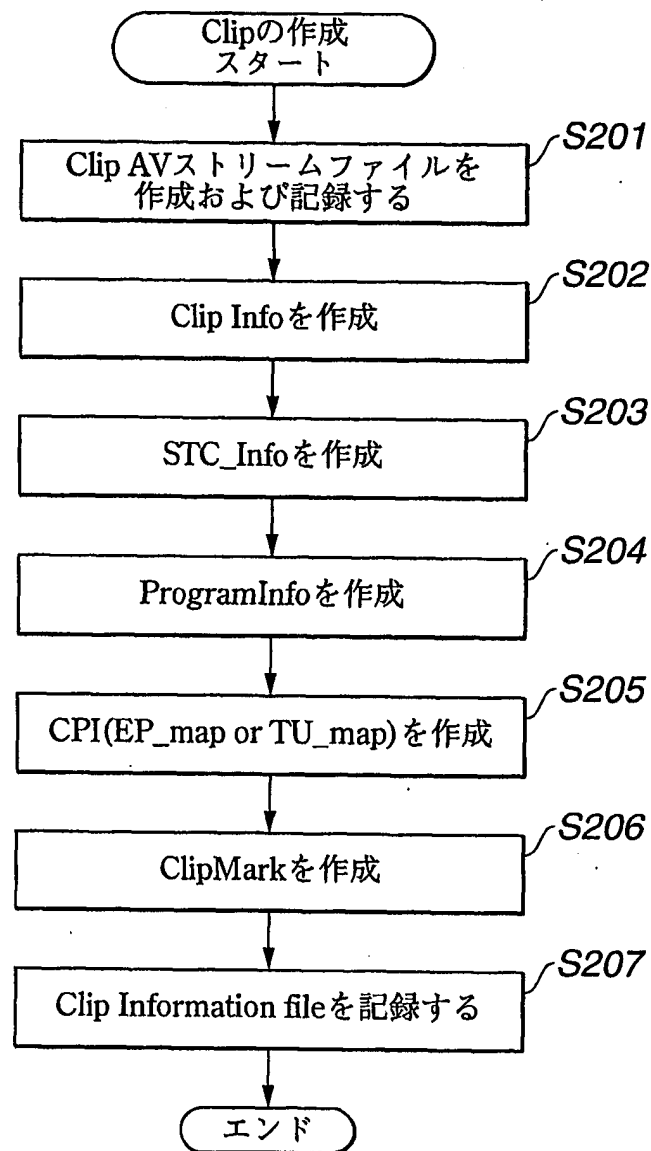 Clipの作成
スタート
S201
Clip AVストリームファイルを
作成および記録する
S202
Clip Infoを作成
S203
STC_Infoを作成
S204
ProgramInfoを作成
S205
CPI(EP_map or TU_map)を作成
S206
ClipMarkを作成
S207
Clip Information fileを記録する
エンド